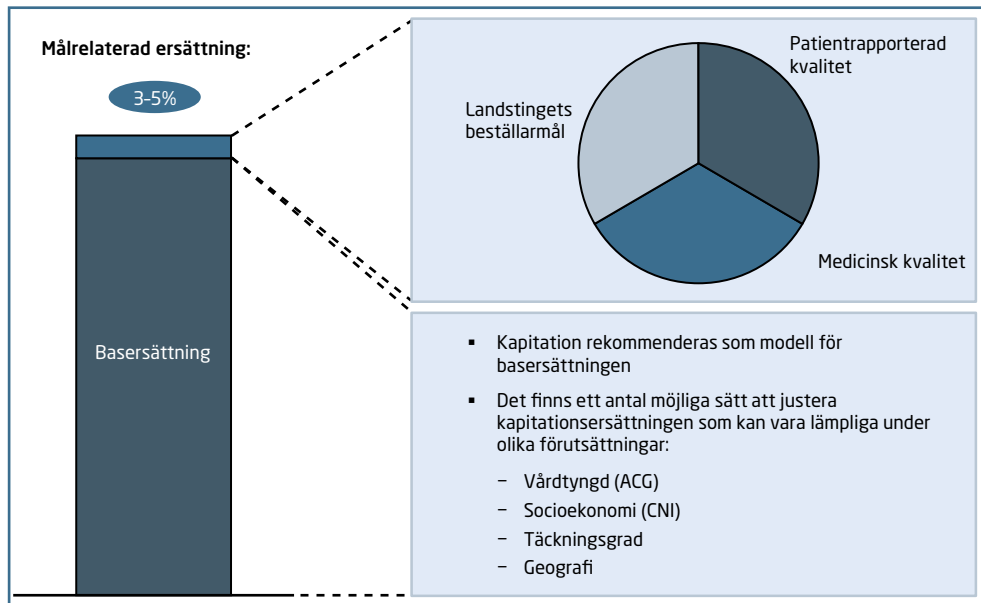 Målrelaterad ersättning:
3–5%
Basersättning
Landstingets
beställarmål
Patientrapporterad
kvalitet
Medicinsk kvalitet
▪ Kapitation rekommenderas som modell för
basersättningen
▪ Det finns ett antal möjliga sätt att justera
kapitationsersättningen som kan vara lämpliga under
olika förutsättningar:
– Vårdtyngd (ACG)
– Socioekonomi (CNI)
– Täckningsgrad
– Geografi